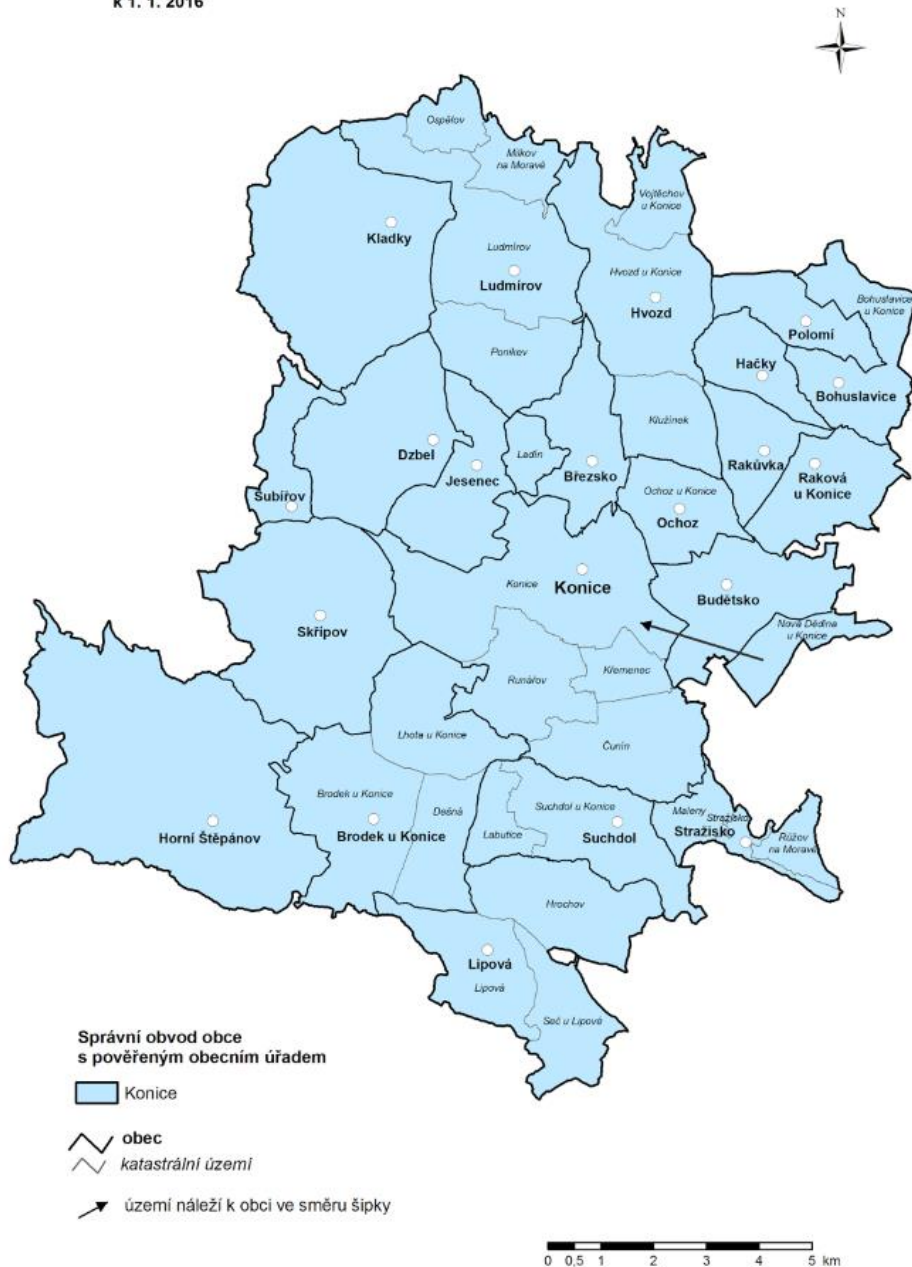 k 1. 1. 2016
N
Ospělov
Milkov
na Moravě
Vojtěchov
u Konice
Kladky
Ludmírov
Ludmírov
Hvozd u Konice
Hvozd
Bohuslavice
u Konice
Polomí
Ponikev
Hačky
Bohuslavice
Klužínek
Dzbel
Jesenec
Ladín
Březsko
Rakůvka
Raková
u Konice
Šubířov
Ochoz u Konice
Ochoz
Konice
Konice
Budětsko
Skřípov
Nová Dědina
u Konice
Runářov
Křemenec
Lhota u Konice
Čunín
Brodek u Konice
Dešná
Suchdol u Konice
Maleny
Stražisko
Horní Štěpánov
Brodek u Konice
Labutice
Suchdol
Stražisko
Růžov
na Moravě
Hrochov
Lipová
Lipová
Seč u Lipové
Správní obvod obce
s pověřeným obecním úřadem
Konice
obec
katastrální území
území náleží k obci ve směru šipky
0 0,5 1 2 3 4 5 km